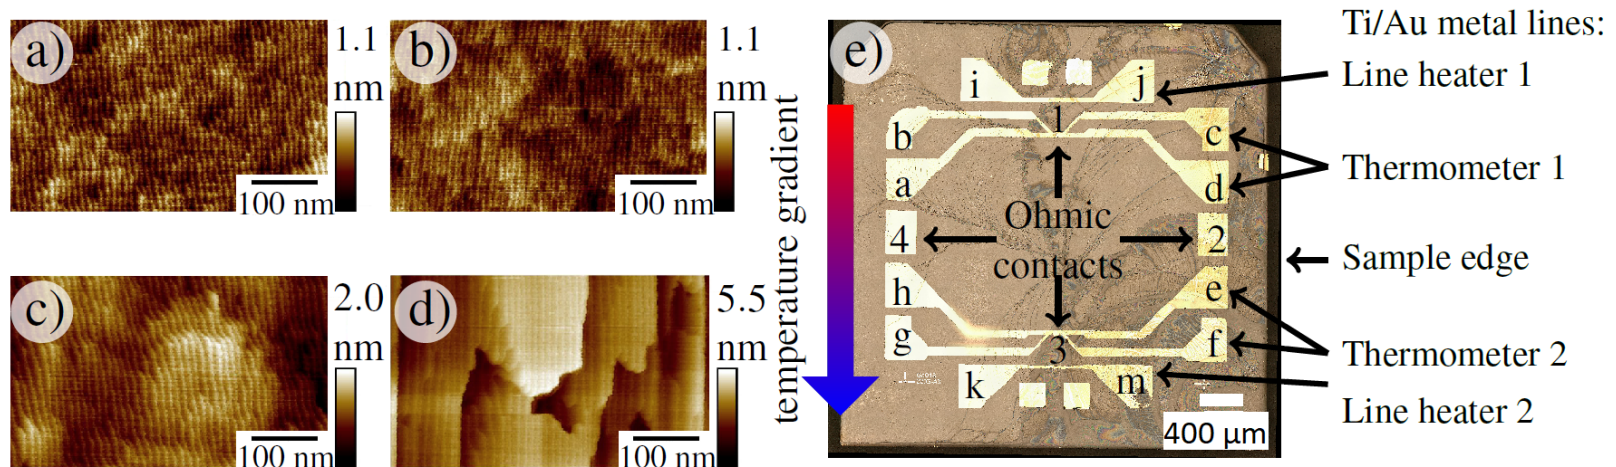 a)
1.1
nm
100 nm
b)
1.1
nm
100 nm
c)
2.0
nm
100 nm
d)
5.5
nm
100 nm
temperature gradient
e)
i
j
b
1
c
a
d
Ohmic
contacts
4
2
h
e
g
3
f
k
m
400 µm
Ti/Au metal lines:
Line heater 1
Thermometer 1
Sample edge
Thermometer 2
Line heater 2